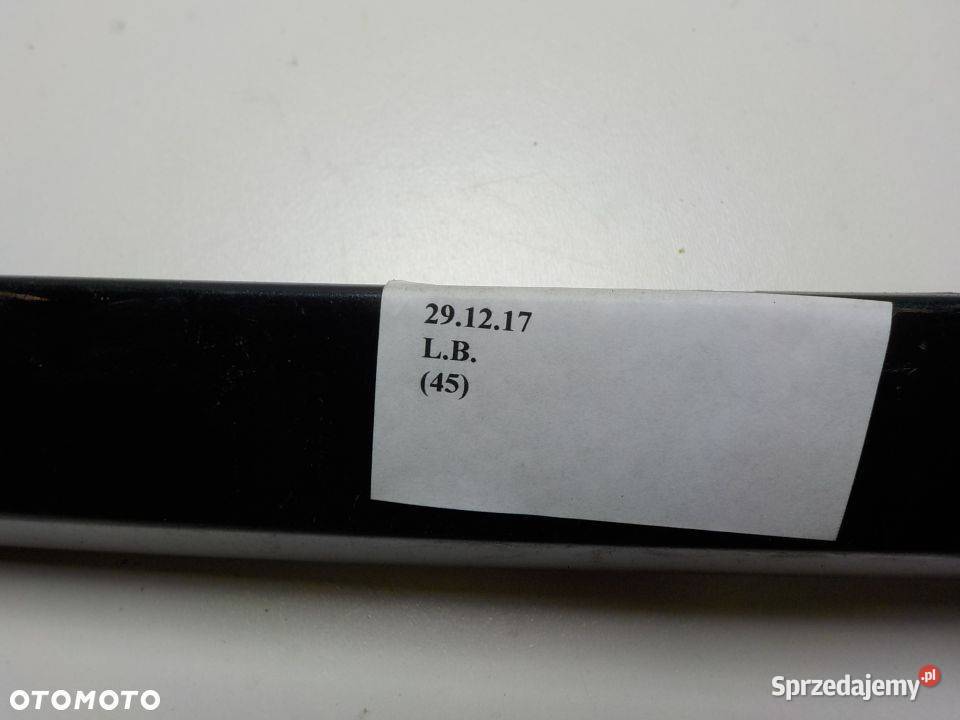 29.12.17
L.B.
(45)
OTOMOTO
Sprzedajemy.pl